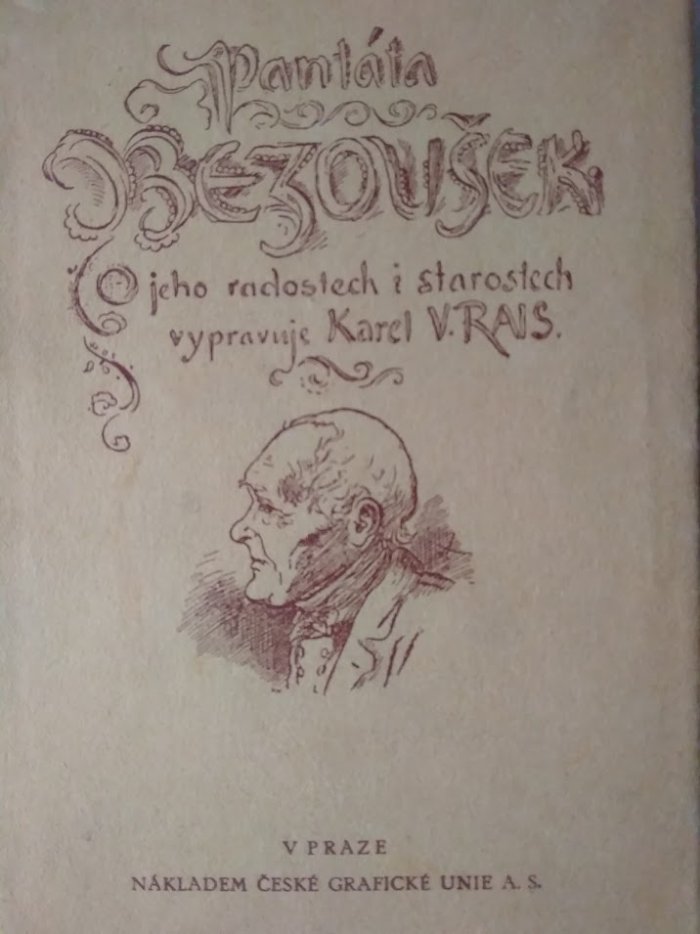 Pantáta
BEZOUŠEK.
O jeho radostech i starostech
vypravuje Karel V. RAIS.
V PRAZE
NÁKLADEM ČESKÉ GRAFICKÉ UNIE A. S.